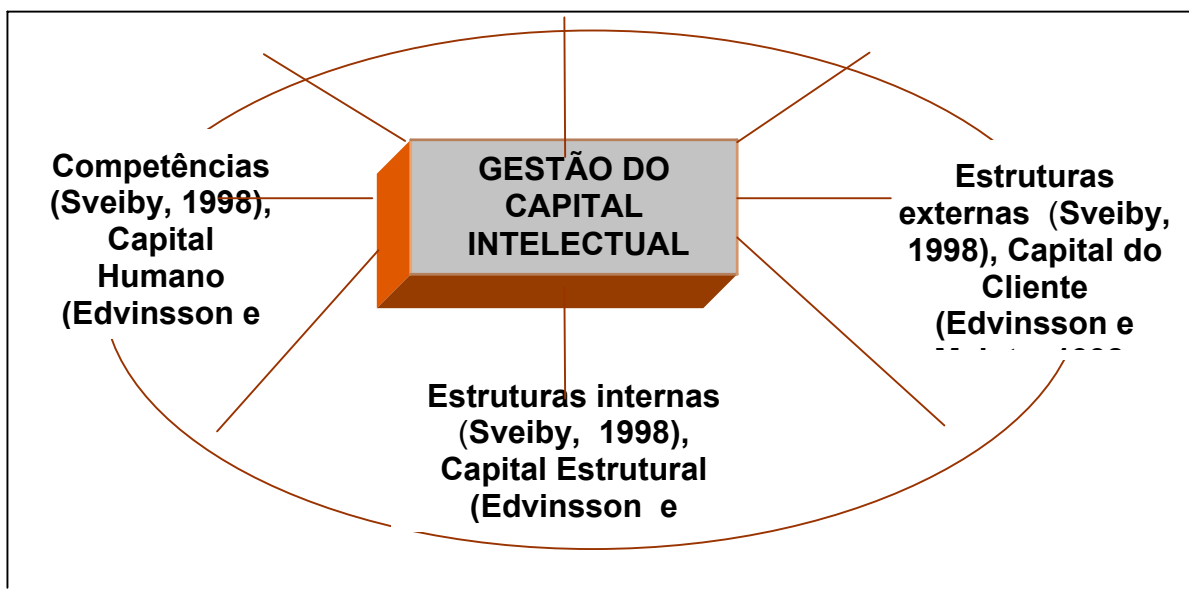 GESTÃO DO
CAPITAL
INTELECTUAL
Competências
(Sveiby, 1998),
Capital
Humano
(Edvinsson e
Estruturas
externas (Sveiby,
1998), Capital do
Cliente
(Edvinsson e
Estruturas internas
(Sveiby, 1998),
Capital Estrutural
(Edvinsson e